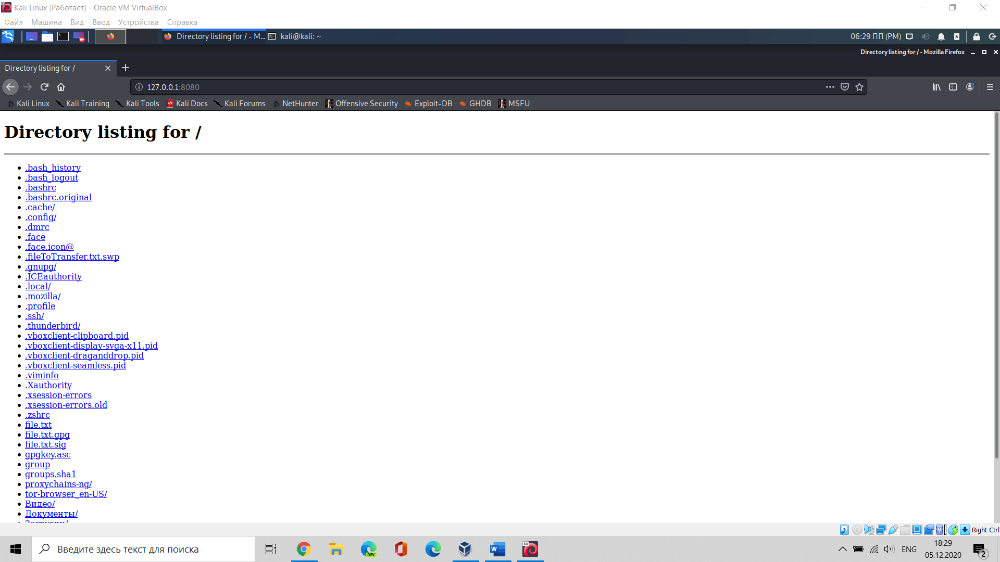 Kali Linux [Работает] - Oracle VM VirtualBox
Файл Машина Вид Ввод Устройства Справка
Directory listing for / - M... kali@kali: ~ 06:29 ПП (PM)
Directory listing for / - Mozilla Firefox
Directory listing for /
127.0.0.1:8080
Kali Linux Kali Training Kali Tools Kali Docs Kali Forums NetHunter Offensive Security Exploit-DB GHDB MSFU
Directory listing for /
.bash_history
.bash_logout
.bashrc
.bashrc.original
.cache/
.config/
.dmrc
.face
.face.icon@
.fileToTransfer.txt.swp
.gnupg/
.ICEauthority
.local/
.mozilla/
.profile
.ssh/
.thunderbird/
.vboxclient-clipboard.pid
.vboxclient-display-svga-x11.pid
.vboxclient-draganddrop.pid
.vboxclient-seamless.pid
.viminfo
.Xauthority
.xsession-errors
.xsession-errors.old
.zshrc
file.txt
file.txt.gpg
file.txt.sig
gpgkey.asc
group
groups.sha1
proxychains-ng/
tor-browser_en-US/
Видео/
Документы/
Загрузки/
Right Ctrl
Введите здесь текст для поиска
DEV
64
ENG
18:29
05.12.2020
2